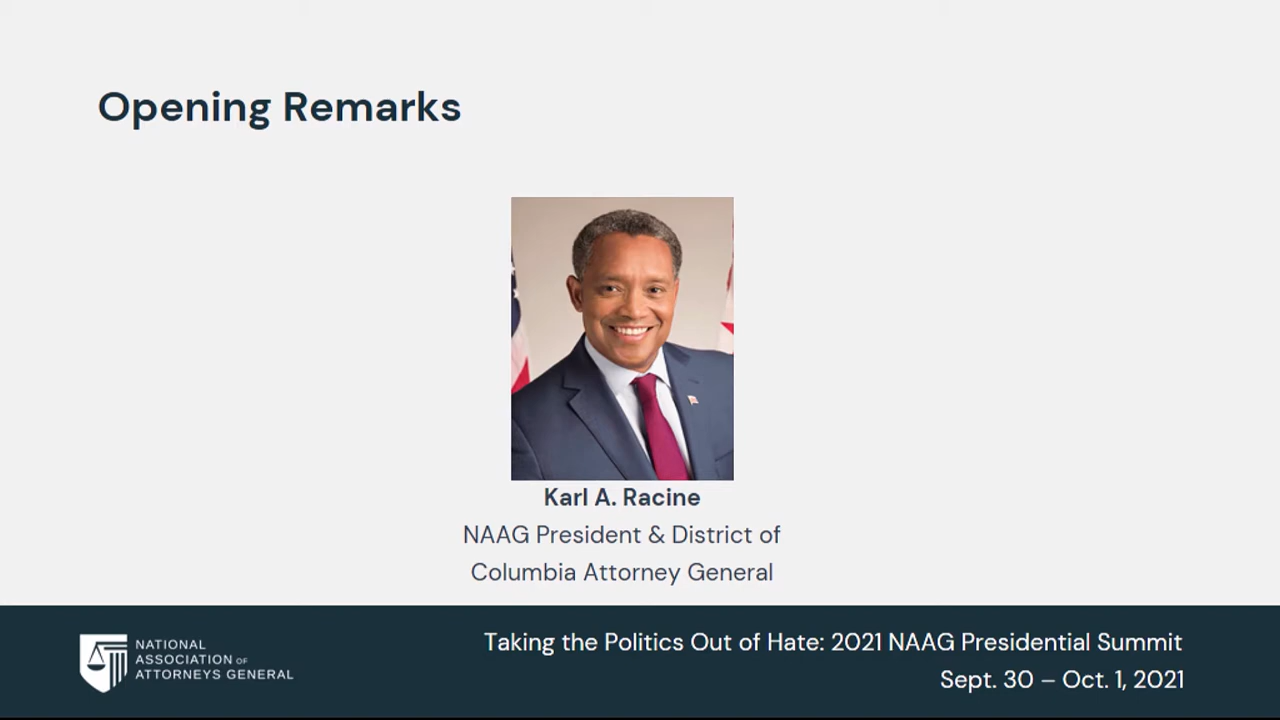 Opening Remarks
Karl A. Racine
NAAG President & District of
Columbia Attorney General
NATIONAL
ASSOCIATION OF
ATTORNEYS GENERAL
Taking the Politics Out of Hate: 2021 NAAG Presidential Summit
Sept. 30 – Oct. 1, 2021